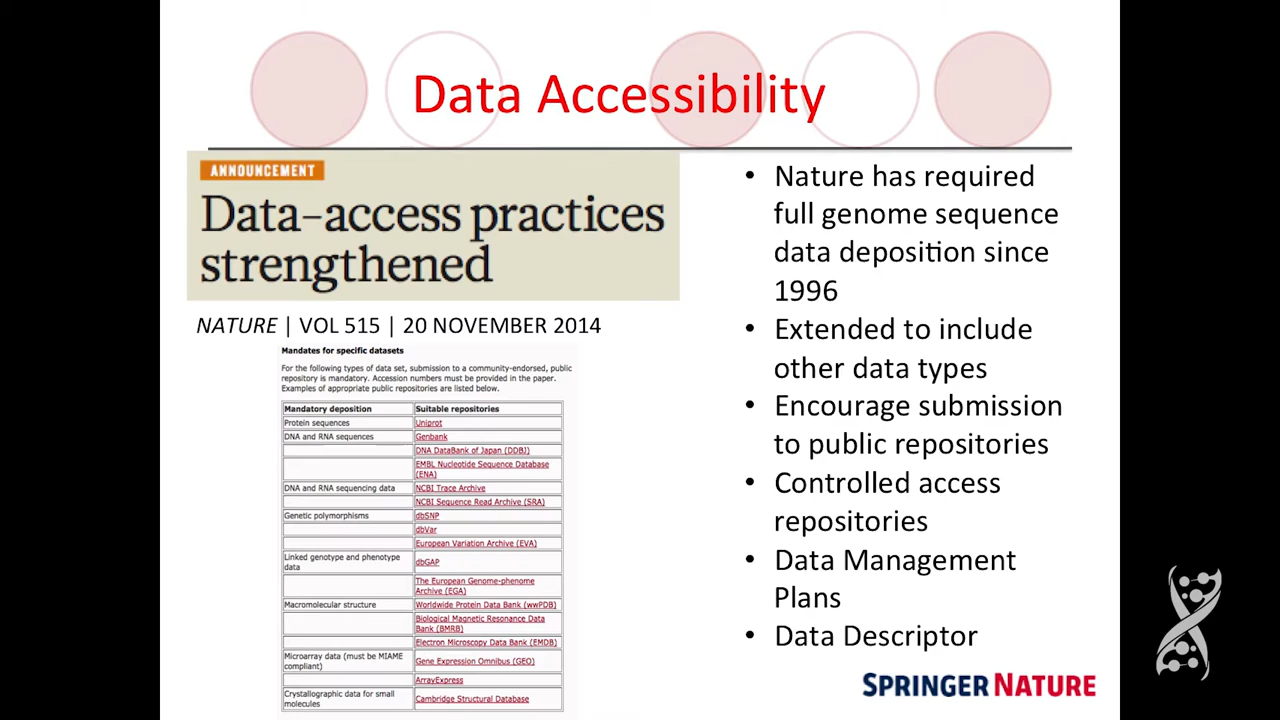 Data Accessibility
ANNOUNCEMENT
Data-access practices
strengthened
NATURE | VOL 515 | 20 NOVEMBER 2014
Mandates for specific datasets
For the following types of data set, submission to a community-endorsed, public
repository is mandatory. Accession numbers must be provided in the paper.
Examples of appropriate public repositories are listed below.
Mandatory deposition Suitable repositories
Protein sequences Uniprot
DNA and RNA sequences Genbank
DNA DataBank of Japan (DDBJ)
EMBL Nucleotide Sequence Database
(ENA)
DNA and RNA sequencing data NCBI Trace Archive
NCBI Sequence Read Archive (SRA)
Genetic polymorphisms dbSNP
dbVar
European Variation Archive (EVA)
Linked genotype and phenotype
data
dbGAP
The European Genome-phenome
Archive (EGA)
Macromolecular structure Worldwide Protein Data Bank (wwPDB)
Biological Magnetic Resonance Data
Bank (BMRB)
Electron Microscopy Data Bank (EMDB)
Microarray data (must be MIAME
compliant)
Gene Expression Omnibus (GEO)
ArrayExpress
Crystallographic data for small
molecules
Cambridge Structural Database
• Nature has required
full genome sequence
data deposition since
1996
• Extended to include
other data types
• Encourage submission
to public repositories
• Controlled access
repositories
• Data Management
Plans
• Data Descriptor
SPRINGER NATURE